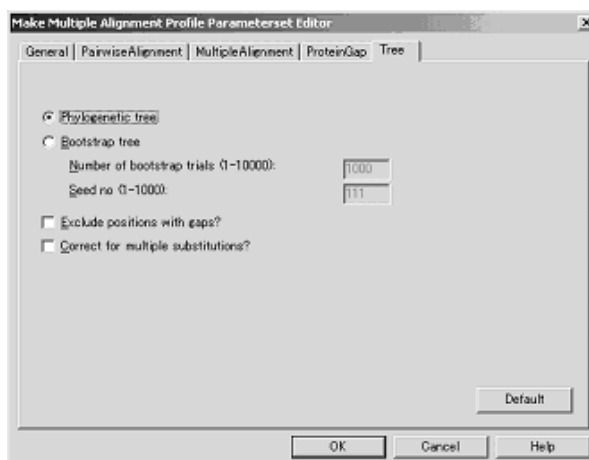 Make Multiple Alignment Profile Parameterset Editor
General PairwiseAlignment MultipleAlignment ProteinGap Tree
Phylogenetic tree
Bootstrap tree
Number of bootstrap trials (1-10000): 1000
Seed no (1-1000): 111
Exclude positions with gaps?
Correct for multiple substitutions?
Default
OK Cancel Help